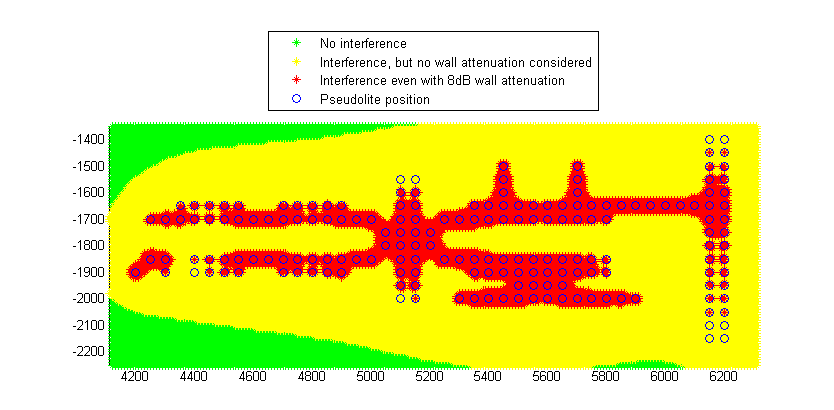 No interference
Interference, but no wall attenuation considered
Interference even with 8dB wall attenuation
Pseudolite position
-1400
-1500
-1600
-1700
-1800
-1900
-2000
-2100
-2200
4200 4400 4600 4800 5000 5200 5400 5600 5800 6000 6200